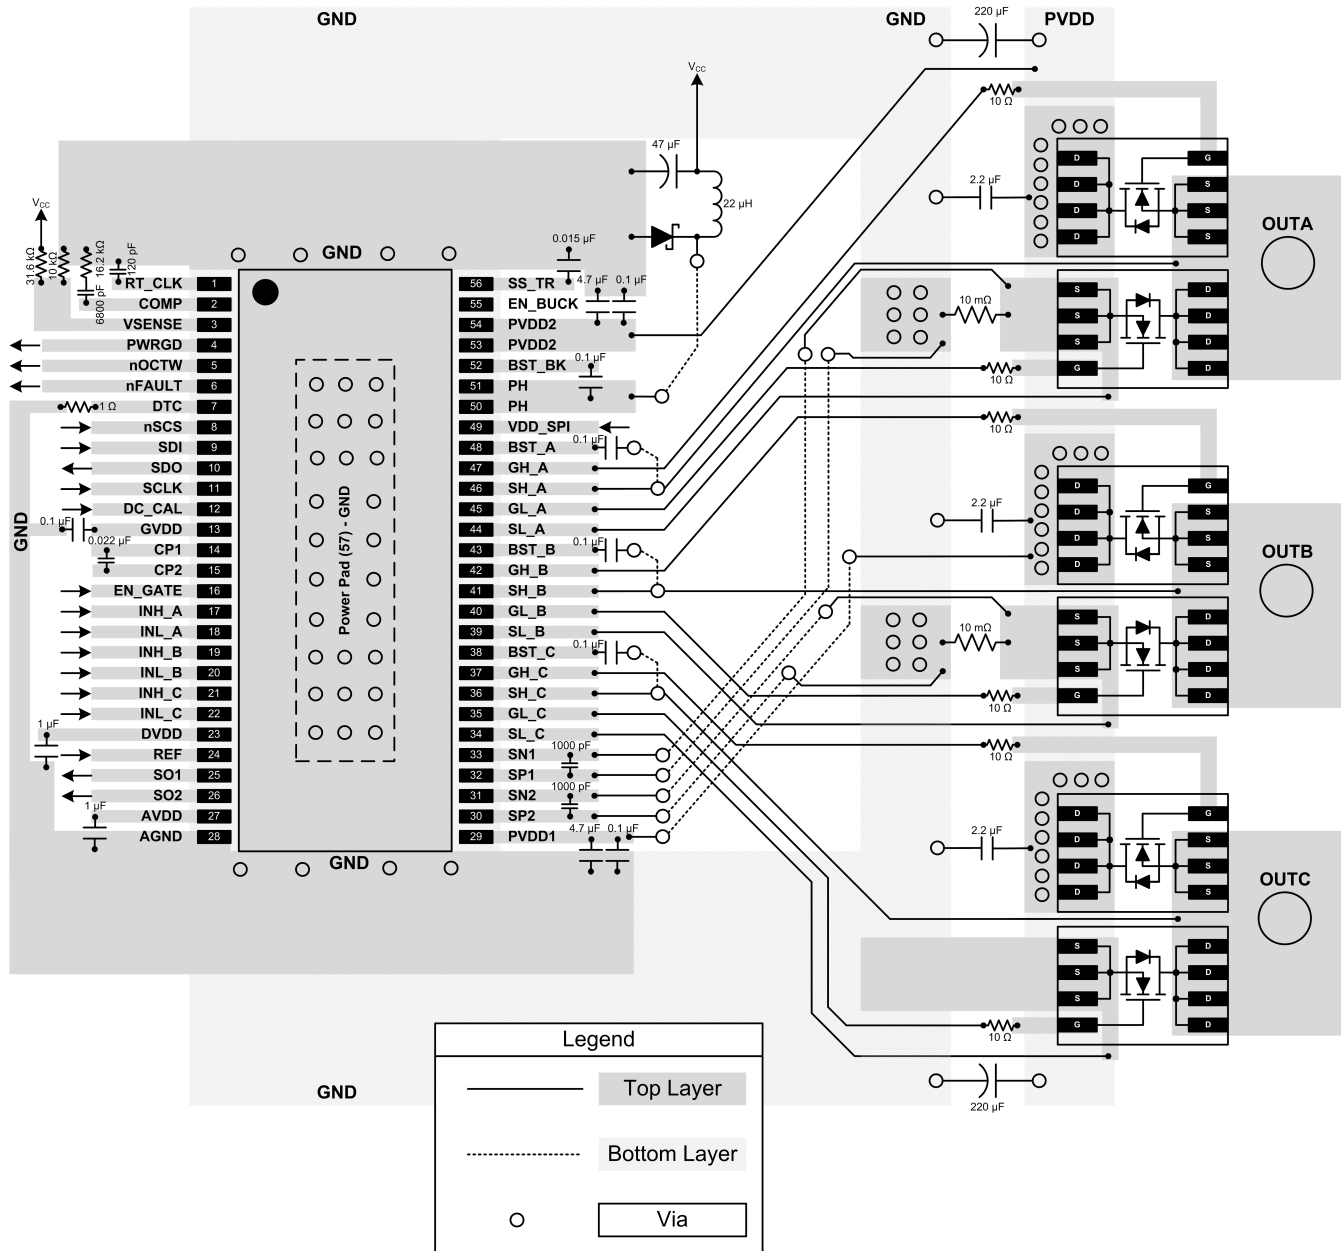 GND
GND
220 µF
PVDD
VCC
10 Ω
47 µF
22 µH
2.2 µF
D
D
D
D
G
S
S
S
OUTA
VCC
31.6 kΩ
10 kΩ
16.2 kΩ
120 pF
6800 pF
GND
0.015 µF
4.7 µF
0.1 µF
10 mΩ
S
S
S
G
D
D
D
D
10 Ω
RT_CLK 1
COMP 2
VSENSE 3
PWRGD 4
nOCTW 5
nFAULT 6
DTC 7
nSCS 8
SDI 9
SDO 10
SCLK 11
DC_CAL 12
GVDD 13
CP1 14
CP2 15
EN_GATE 16
INH_A 17
INL_A 18
INH_B 19
INL_B 20
INH_C 21
INL_C 22
DVDD 23
REF 24
SO1 25
SO2 26
AVDD 27
AGND 28
1 Ω
GND
0.1 µF
0.022 µF
1 µF
1 µF
Power Pad (57) - GND
56 SS_TR
55 EN_BUCK
54 PVDD2
53 PVDD2
52 BST_BK
51 PH
50 PH
49 VDD_SPI
48 BST_A
47 GH_A
46 SH_A
45 GL_A
44 SL_A
43 BST_B
42 GH_B
41 SH_B
40 GL_B
39 SL_B
38 BST_C
37 GH_C
36 SH_C
35 GL_C
34 SL_C
33 SN1
32 SP1
31 SN2
30 SP2
29 PVDD1
0.1 µF
0.1 µF
0.1 µF
0.1 µF
1000 pF
1000 pF
4.7 µF
0.1 µF
10 Ω
2.2 µF
D
D
D
D
G
S
S
S
OUTB
10 mΩ
S
S
S
G
D
D
D
D
10 Ω
10 Ω
2.2 µF
D
D
D
D
G
S
S
S
OUTC
S
S
S
G
D
D
D
D
10 Ω
220 µF
GND
GND
Legend
Top Layer
Bottom Layer
Via